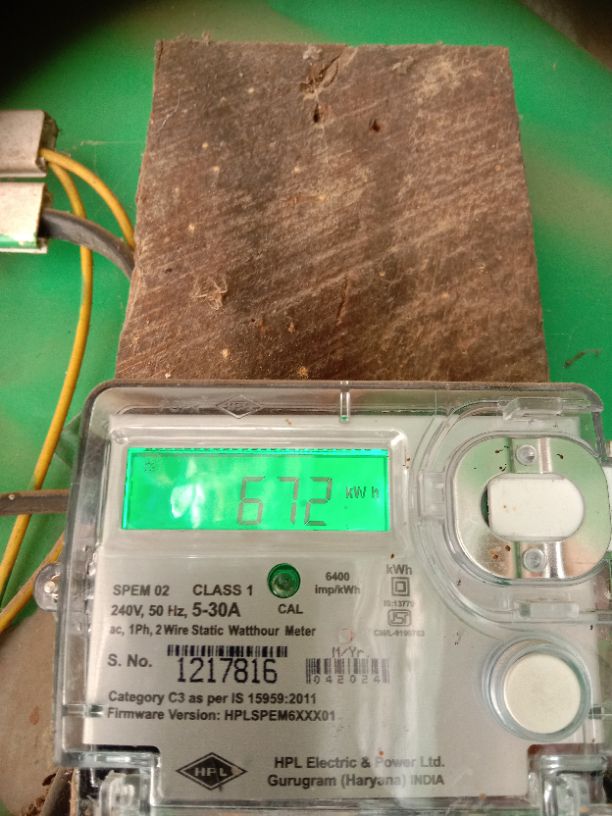 672 kWh
SPEM 02 CLASS 1
240V, 50 Hz, 5-30A
ac, 1Ph, 2 Wire Static Watthour Meter
CAL
6400
imp/kWh
kWh
IS:13779
S. No. 1217816
M/Yr.
042024
Category C3 as per IS 15959:2011
Firmware Version: HPLSPEM6XXX01
HPL
HPL Electric & Power Ltd.
Gurugram (Haryana) INDIA